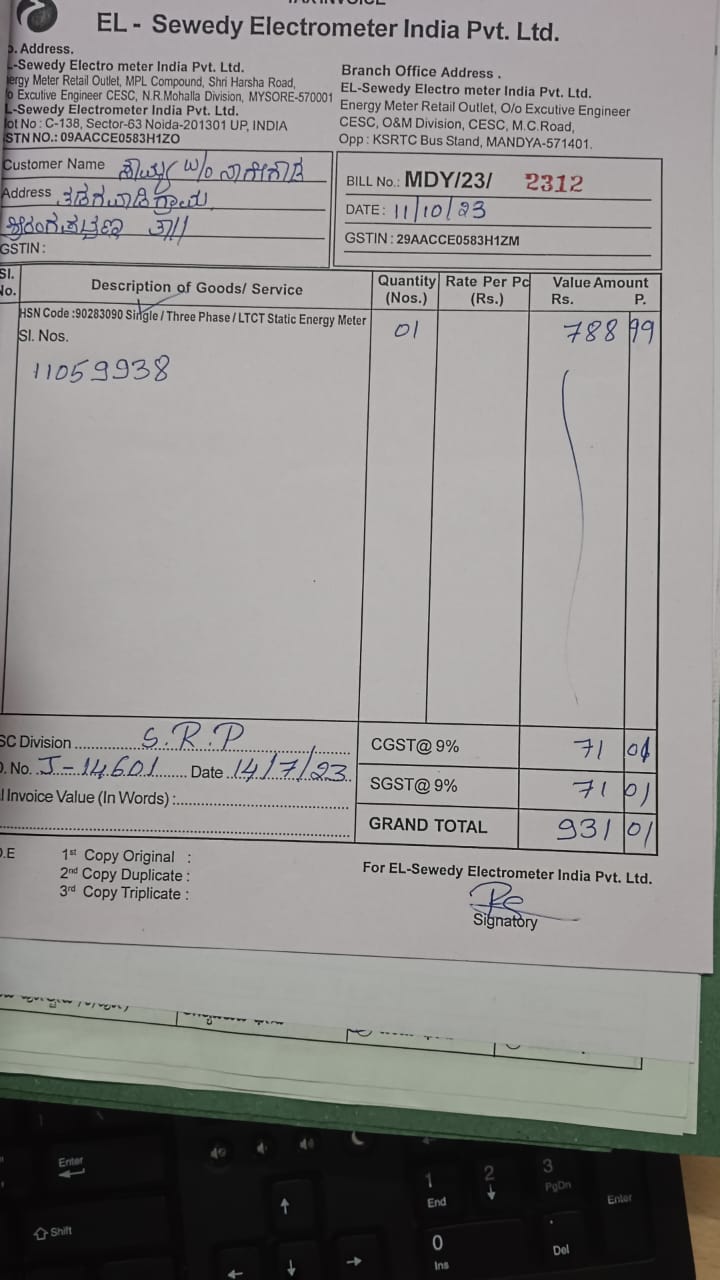 EL - Sewedy Electrometer India Pvt. Ltd.
. Address.
-Sewedy Electro meter India Pvt. Ltd.
ergy Meter Retail Outlet, MPL Compound, Shri Harsha Road,
o Excutive Engineer CESC, N.R.Mohalla Division, MYSORE-570001
L-Sewedy Electrometer India Pvt. Ltd.
ot No : C-138, Sector-63 Noida-201301 UP, INDIA
STN NO.: 09AACCE0583H1ZO
Branch Office Address .
EL-Sewedy Electro meter India Pvt. Ltd.
Energy Meter Retail Outlet, O/o Excutive Engineer
CESC, O&M Division, CESC, M.C.Road,
Opp : KSRTC Bus Stand, MANDYA-571401.
Customer Name W/o
Address
GSTIN :
BILL No.: MDY/23/ 2312
DATE : 11/10/23
GSTIN : 29AACCE0583H1ZM
Sl. No. Description of Goods/ Service Quantity (Nos.) Rate Per Pc (Rs.) Value Amount Rs. P.
HSN Code :90283090 Single / Three Phase / LTCT Static Energy Meter 01 788 99
Sl. Nos.
11059938
SC Division S.R.P
CGST@ 9% 71 01
. No. J-14601 Date 14/7/23
SGST@ 9% 71 01
l Invoice Value (In Words) :
GRAND TOTAL 931 01
.E
1st Copy Original :
2nd Copy Duplicate :
3rd Copy Triplicate :
For EL-Sewedy Electrometer India Pvt. Ltd.
Signatory
Enter
Shift
1 End
2
3 PgDn
Enter
0 Ins
. Del